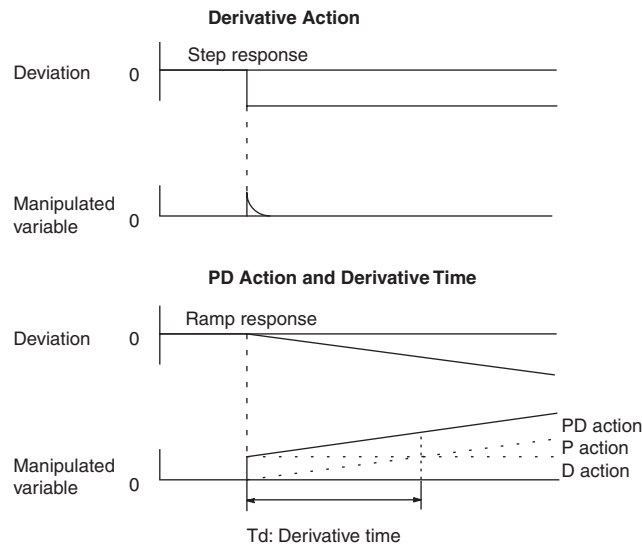 Derivative Action
Step response
Deviation 0
Manipulated
variable 0
PD Action and Derivative Time
Ramp response
Deviation 0
PD action
P action
Manipulated
variable 0
D action
Td: Derivative time